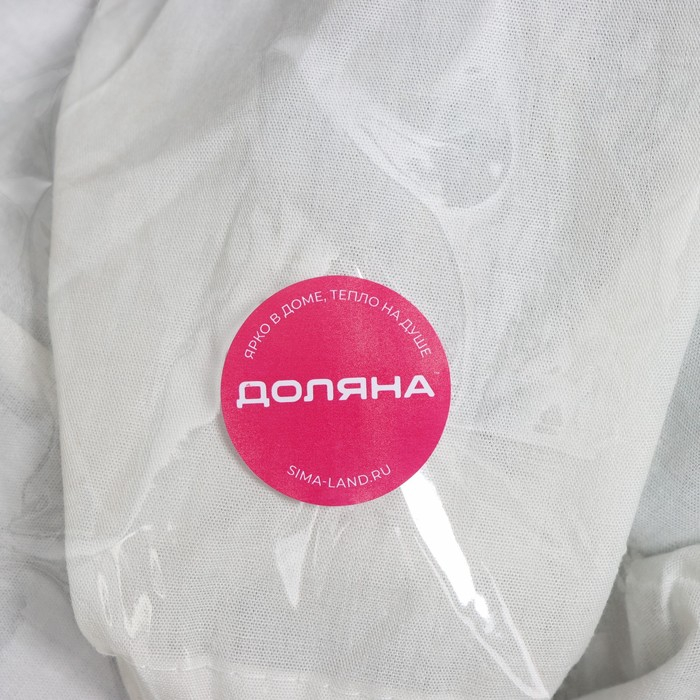 ЯРКО В ДОМЕ, ТЕПЛО НА ДУШЕ
ДОЛЯНА
SIMA-LAND.RU